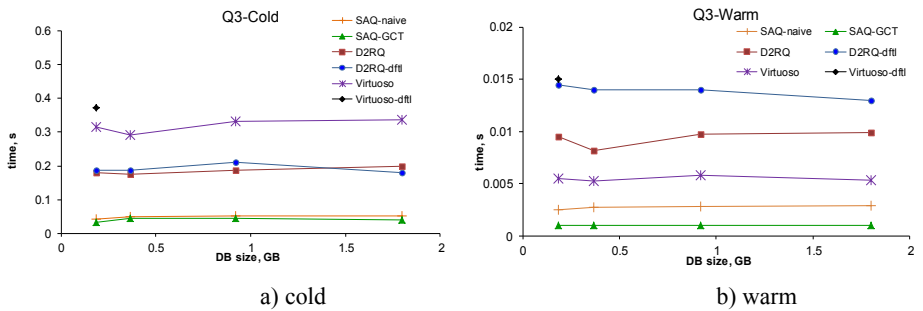 Q3-Cold
0.6
0.5
0.4
0.3
0.2
0.1
0
time, s
SAQ-naive
SAQ-GCT
D2RQ
D2RQ-dftl
Virtuoso
Virtuoso-dftl
0 0.5 1 1.5 2
DB size, GB
a) cold
Q3-Warm
0.02
0.015
0.01
0.005
0
time, s
SAQ-naive SAQ-GCT
D2RQ D2RQ-dftl
Virtuoso Virtuoso-dftl
0 0.5 1 1.5 2
DB size, GB
b) warm